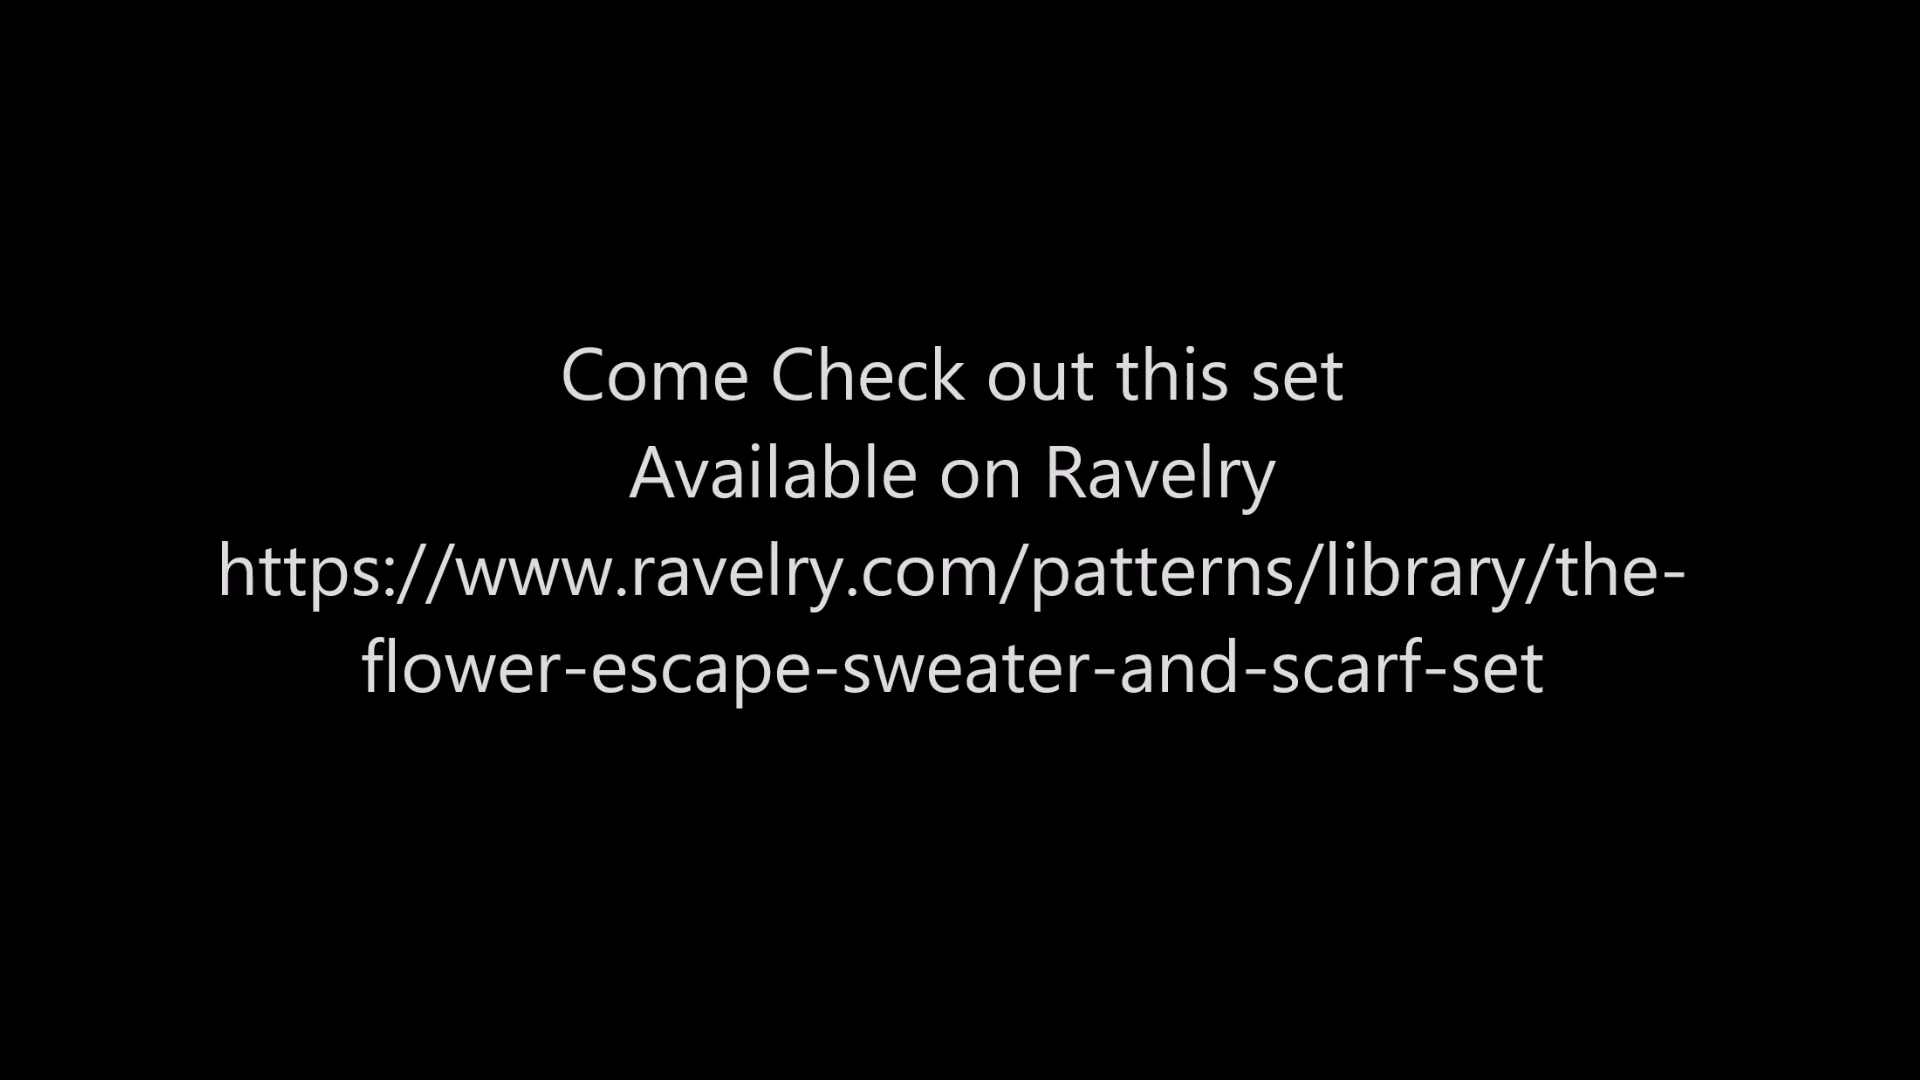 Come Check out this set
Available on Ravelry
https://www.ravelry.com/patterns/library/the-
flower-escape-sweater-and-scarf-set